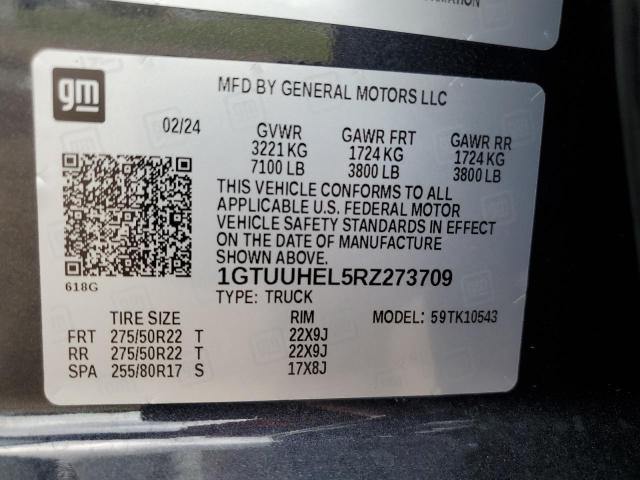 gm
MFD BY GENERAL MOTORS LLC
02/24 GVWR GAWR FRT GAWR RR
3221 KG 1724 KG 1724 KG
7100 LB 3800 LB 3800 LB
THIS VEHICLE CONFORMS TO ALL
APPLICABLE U.S. FEDERAL MOTOR
VEHICLE SAFETY STANDARDS IN EFFECT
ON THE DATE OF MANUFACTURE
SHOWN ABOVE.
618G
1GTUUHEL5RZ273709
TYPE: TRUCK
MODEL: 59TK10543
TIRE SIZE RIM
FRT 275/50R22 T 22X9J
RR 275/50R22 T 22X9J
SPA 255/80R17 S 17X8J